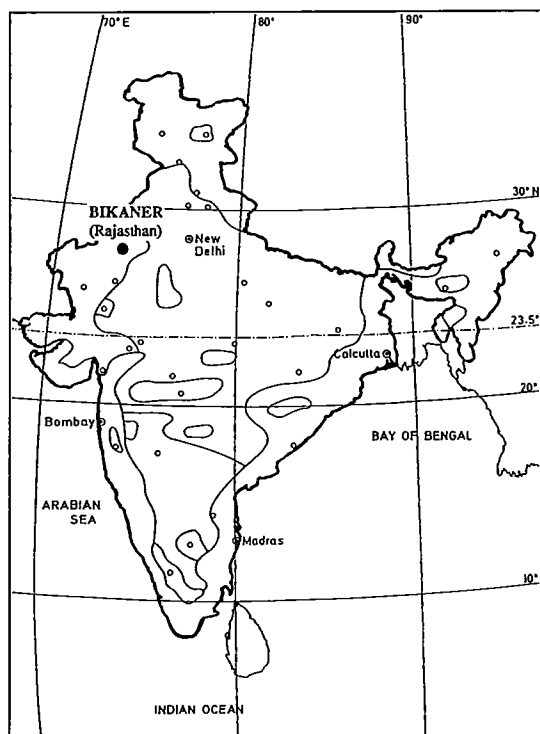 70° E
80°
90°
30° N
BIKANER
(Rajasthan)
New
Delhi
23.5°
Calcutta
20°
Bombay
BAY OF BENGAL
ARABIAN
SEA
Madras
10°
INDIAN OCEAN